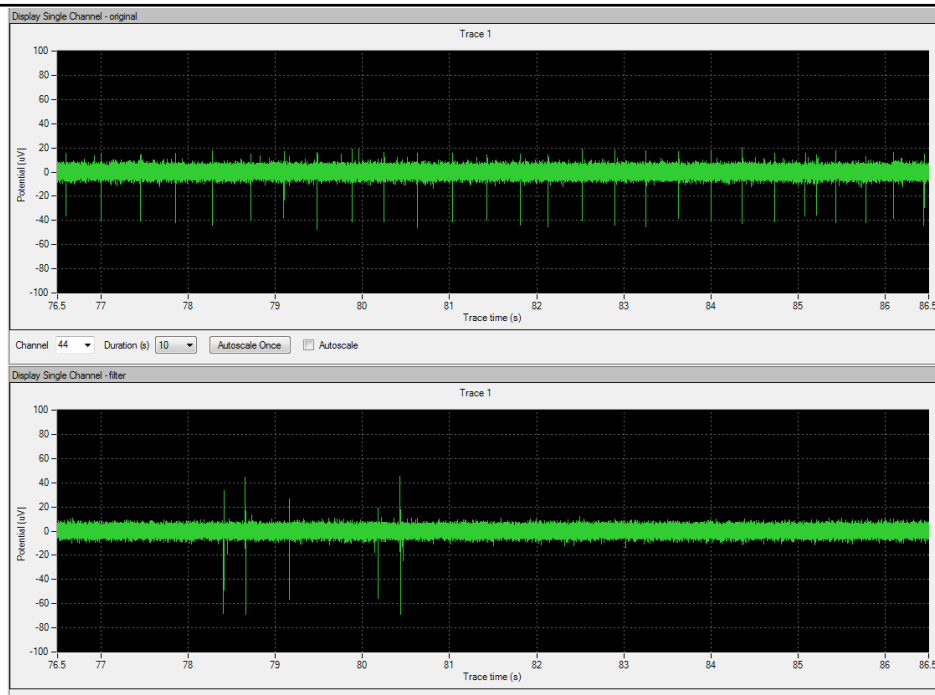 Display Single Channel - original
Trace 1
100
80
60
40
20
0
-20
-40
-60
-80
-100
Potential [uV]
76.5 77 78 79 80 81 82 83 84 85 86 86.5
Trace time (s)
Channel 44 Duration (s) 10 Autoscale Once Autoscale
Display Single Channel - filter
Trace 1
100
80
60
40
20
0
-20
-40
-60
-80
-100
Potential [uV]
76.5 77 78 79 80 81 82 83 84 85 86 86.5
Trace time (s)